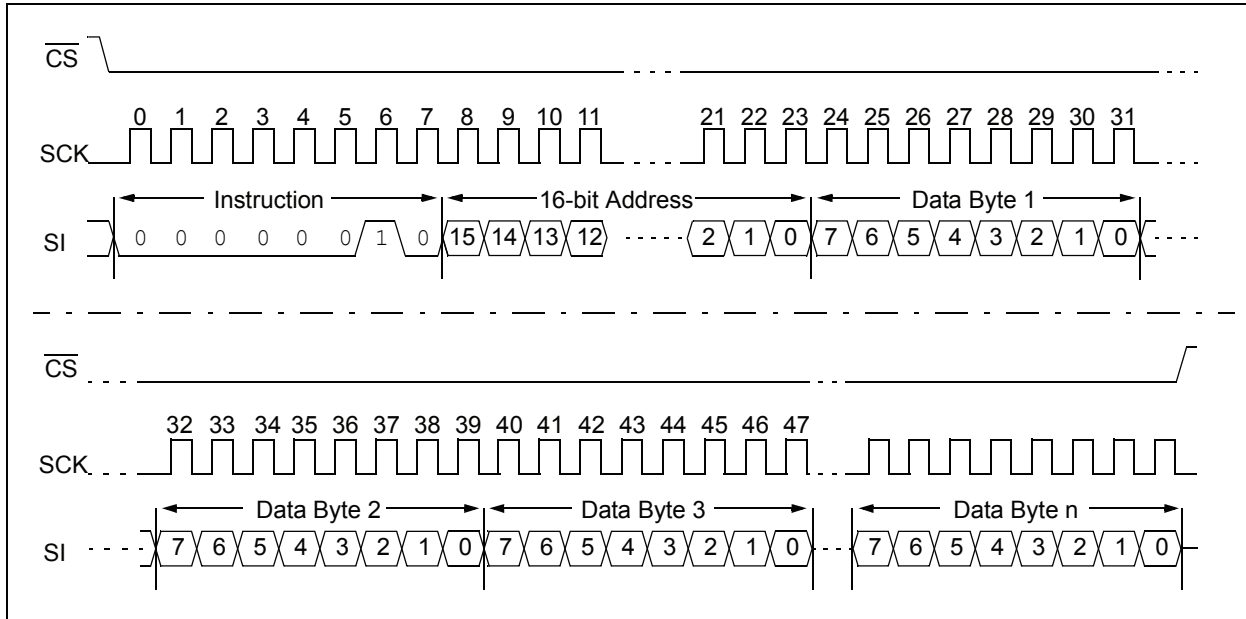 CS
0 1 2 3 4 5 6 7 8 9 10 11 21 22 23 24 25 26 27 28 29 30 31
SCK
Instruction 16-bit Address Data Byte 1
SI 0 0 0 0 0 0 1 0 15 14 13 12 2 1 0 7 6 5 4 3 2 1 0
CS
32 33 34 35 36 37 38 39 40 41 42 43 44 45 46 47
SCK
Data Byte 2 Data Byte 3 Data Byte n
SI 7 6 5 4 3 2 1 0 7 6 5 4 3 2 1 0 7 6 5 4 3 2 1 0